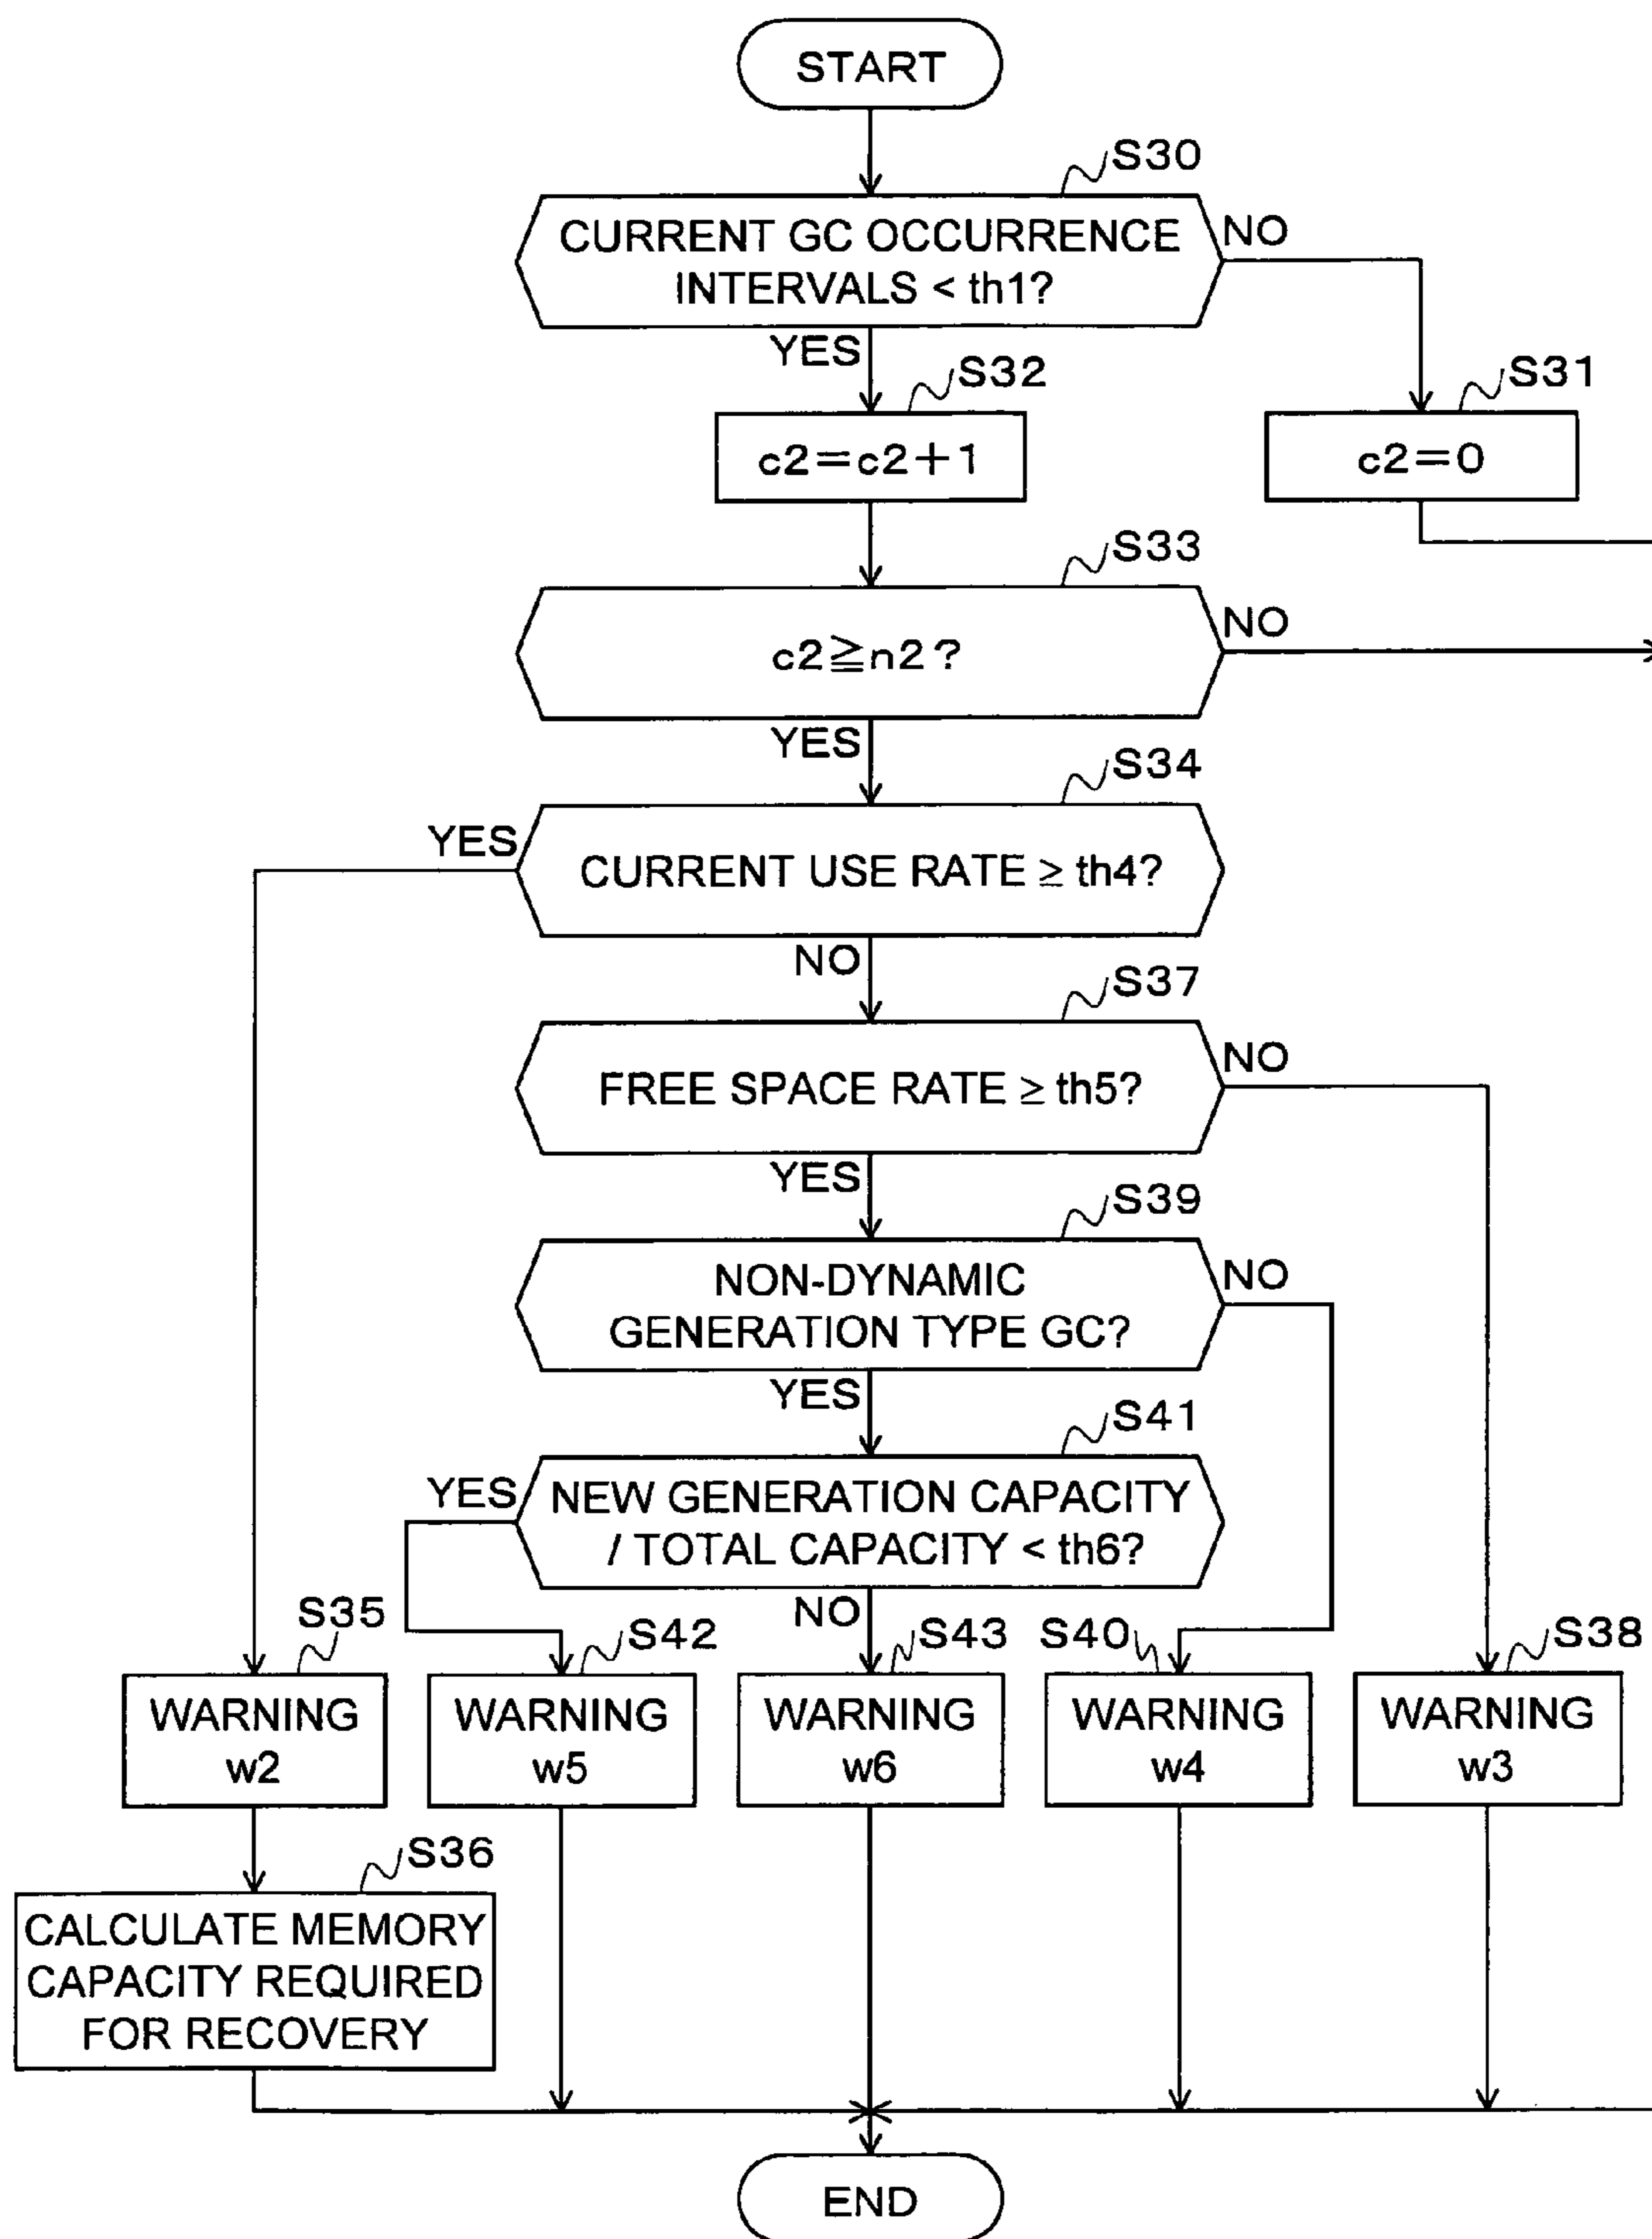 START
S30
CURRENT GC OCCURRENCE
INTERVALS < th1?
NO
YES
S32
c2=c2+1
S31
c2=0
S33
c2≧n2?
NO
YES
S34
YES
CURRENT USE RATE ≥ th4?
NO
S37
FREE SPACE RATE ≥ th5?
NO
YES
S39
NON-DYNAMIC
GENERATION TYPE GC?
NO
YES
S41
YES
NEW GENERATION CAPACITY
/ TOTAL CAPACITY < th6?
NO
S35
WARNING
w2
S42
WARNING
w5
S43
WARNING
w6
S40
WARNING
w4
S38
WARNING
w3
S36
CALCULATE MEMORY
CAPACITY REQUIRED
FOR RECOVERY
END